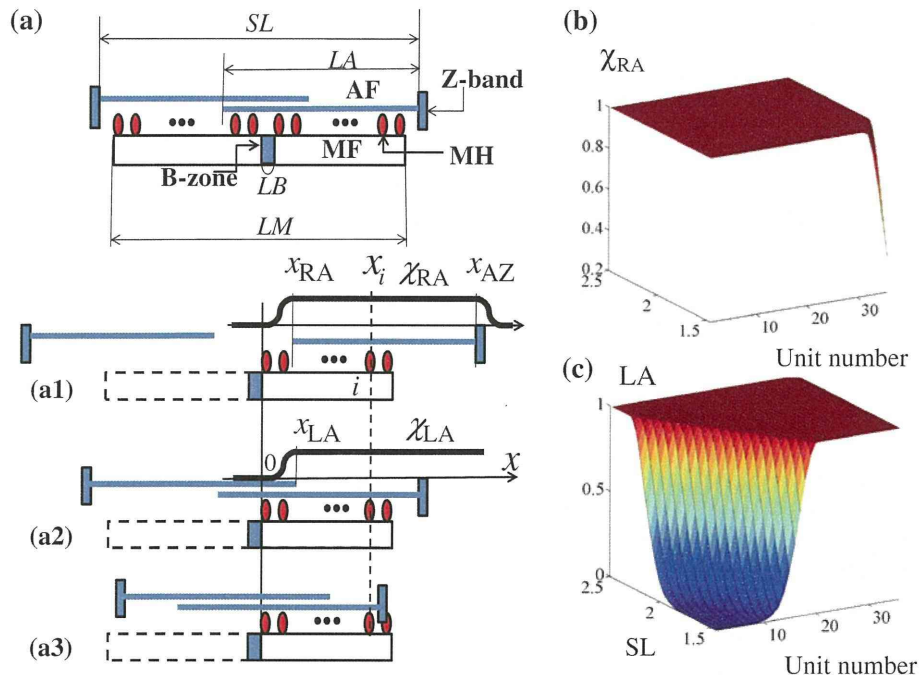 (a)
SL
LA
AF
Z-band
•••
•••
MF
MH
B-zone
LB
LM
x_RA
x_i
χ_RA
x_AZ
•••
i
(a1)
x_LA
χ_LA
0
x
•••
(a2)
•••
(a3)
(b)
χ_RA
1
0.8
0.6
0.4
0.2
2.5
2
1.5
10
20
30
Unit number
(c)
LA
1
0.5
0
2.5
2
1.5
SL
10
20
30
Unit number